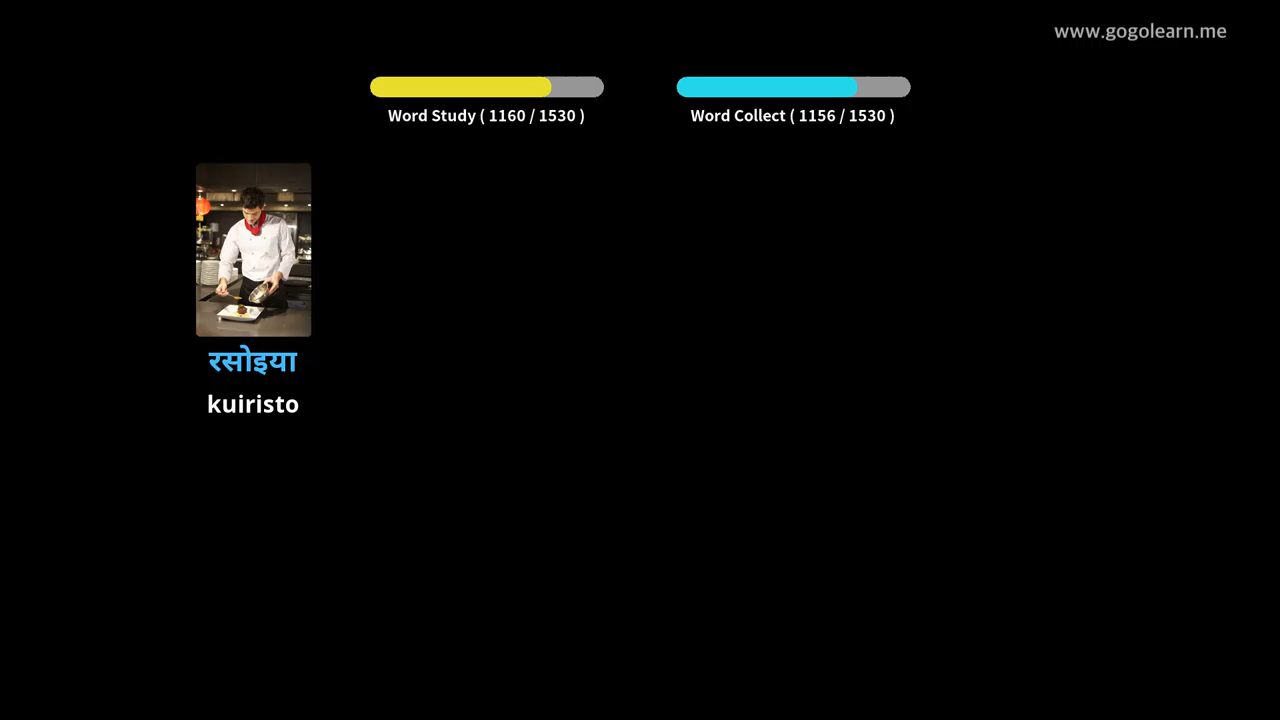 www.gogolearn.me
Word Study ( 1160 / 1530 )
Word Collect ( 1156 / 1530 )
रसोइया
kuiristo